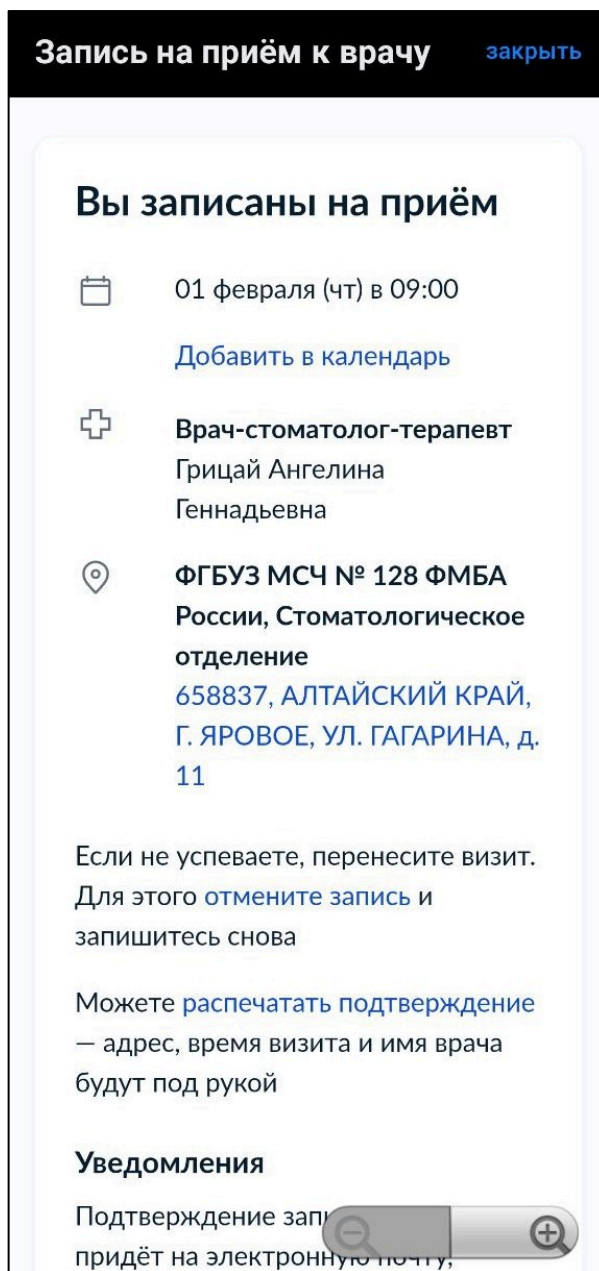 Запись на приём к врачу закрыть
Вы записаны на приём
01 февраля (чт) в 09:00
Добавить в календарь
Врач-стоматолог-терапевт
Грицай Ангелина
Геннадьевна
ФГБУЗ МСЧ № 128 ФМБА
России, Стоматологическое
отделение
658837, АЛТАЙСКИЙ КРАЙ,
Г. ЯРОВОЕ, УЛ. ГАГАРИНА, д.
11
Если не успеваете, перенесите визит.
Для этого отмените запись и
запишитесь снова
Можете распечатать подтверждение
— адрес, время визита и имя врача
будут под рукой
Уведомления
Подтверждение
придёт на электронную почту,